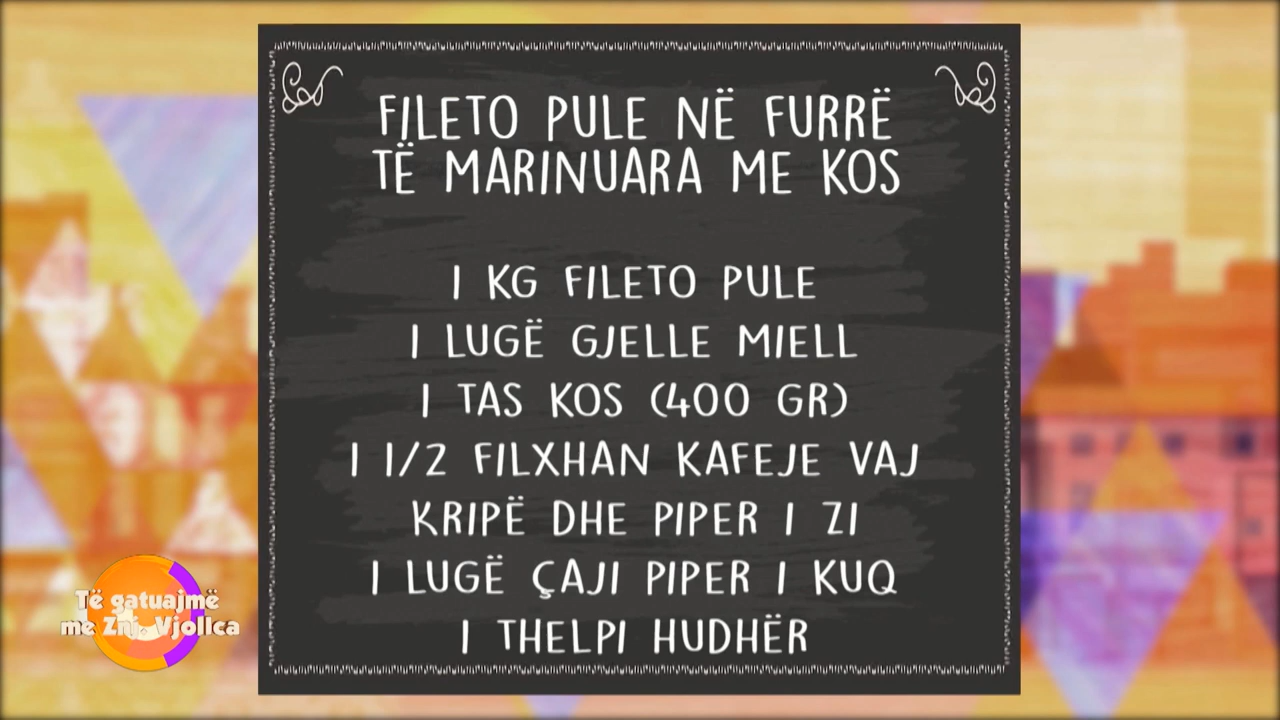 FILETO PULE NË FURRË
TË MARINUARA ME KOS
1 KG FILETO PULE
1 LUGË GJELLE MIELL
1 TAS KOS (400 GR)
1 1/2 FILXHAN KAFEJE VAJ
KRIPË DHE PIPER I ZI
1 LUGË ÇAJI PIPER I KUQ
1 THELPI HUDHËR
Të gatuajmë
me Znj. Vjollca